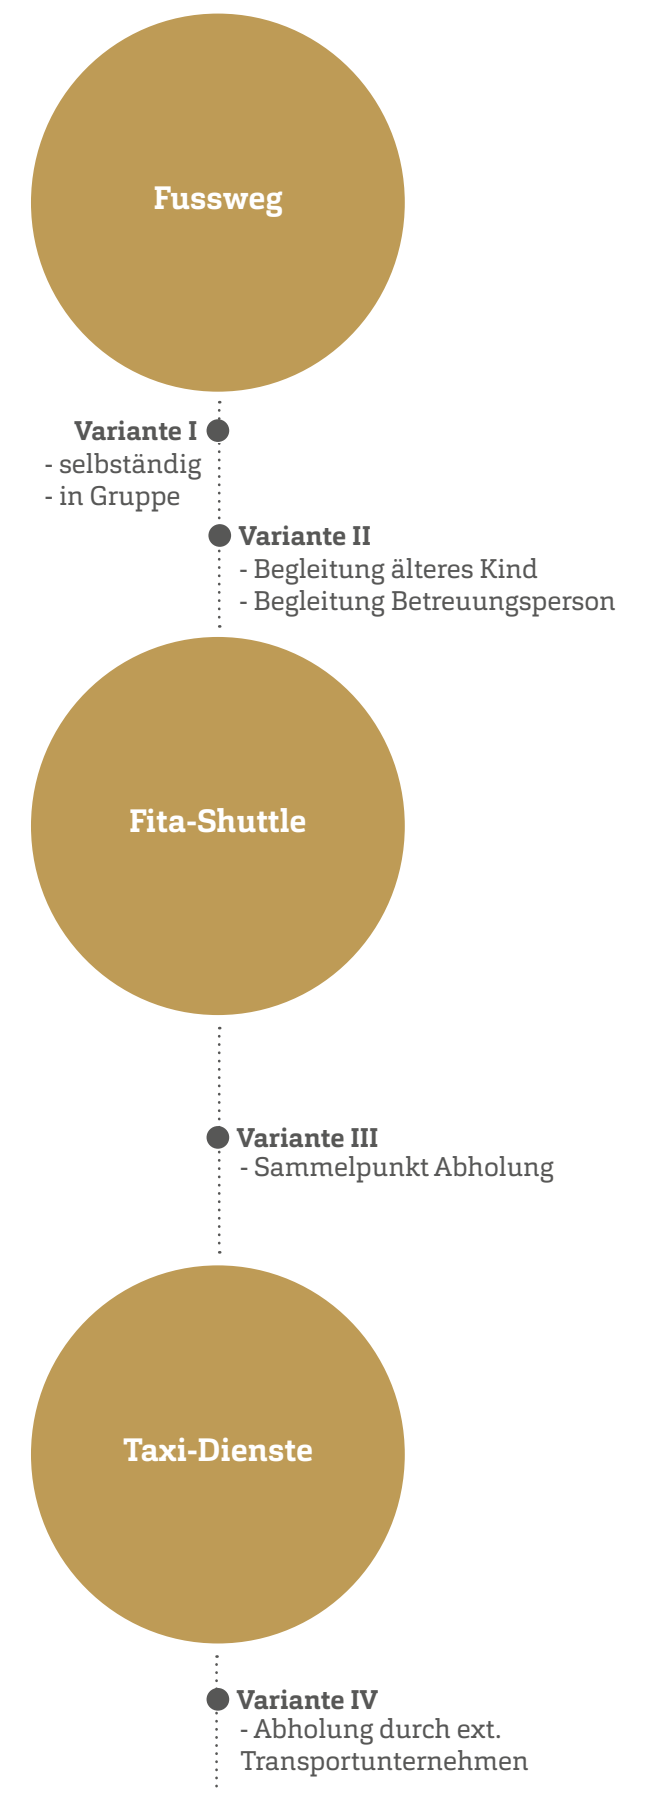 Fussweg
Variante I
- selbständig
- in Gruppe
Variante II
- Begleitung älteres Kind
- Begleitung Betreuungsperson
Fita-Shuttle
Variante III
- Sammelpunkt Abholung
Taxi-Dienste
Variante IV
- Abholung durch ext.
Transportunternehmen